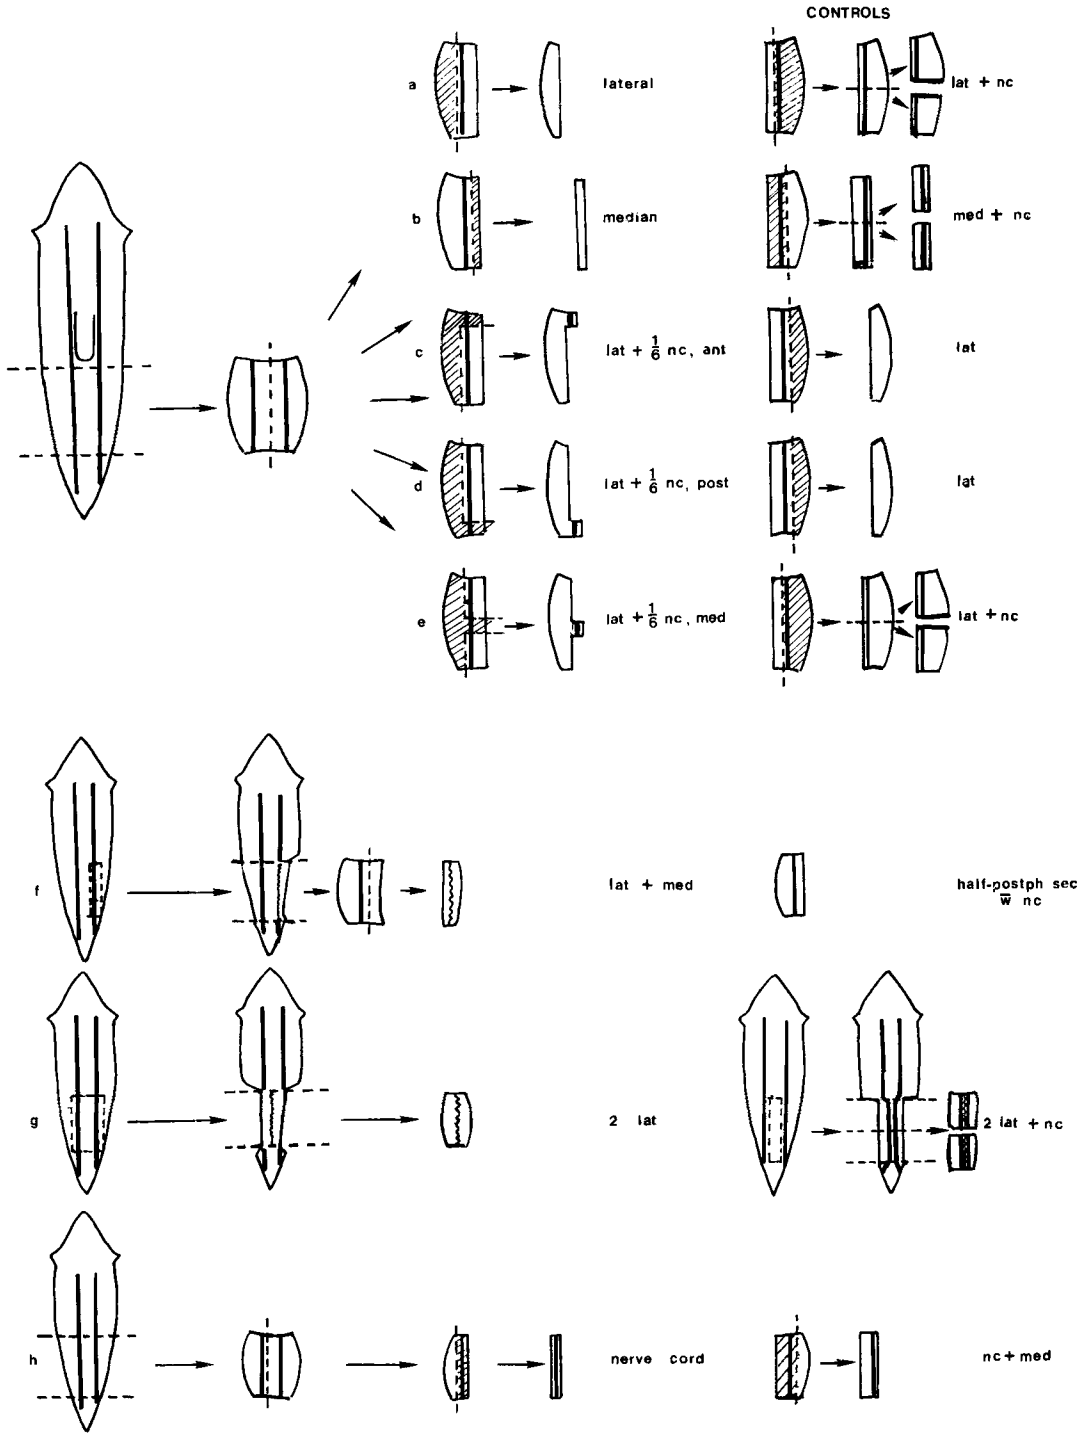 CONTROLS
a lateral lat + nc
b median med + nc
c lat + 1/6 nc, ant lat
d lat + 1/6 nc, post lat
e lat + 1/6 nc, med lat + nc
f lat + med half-postph sec
w̅ nc
g 2 lat 2 lat + nc
h nerve cord nc + med